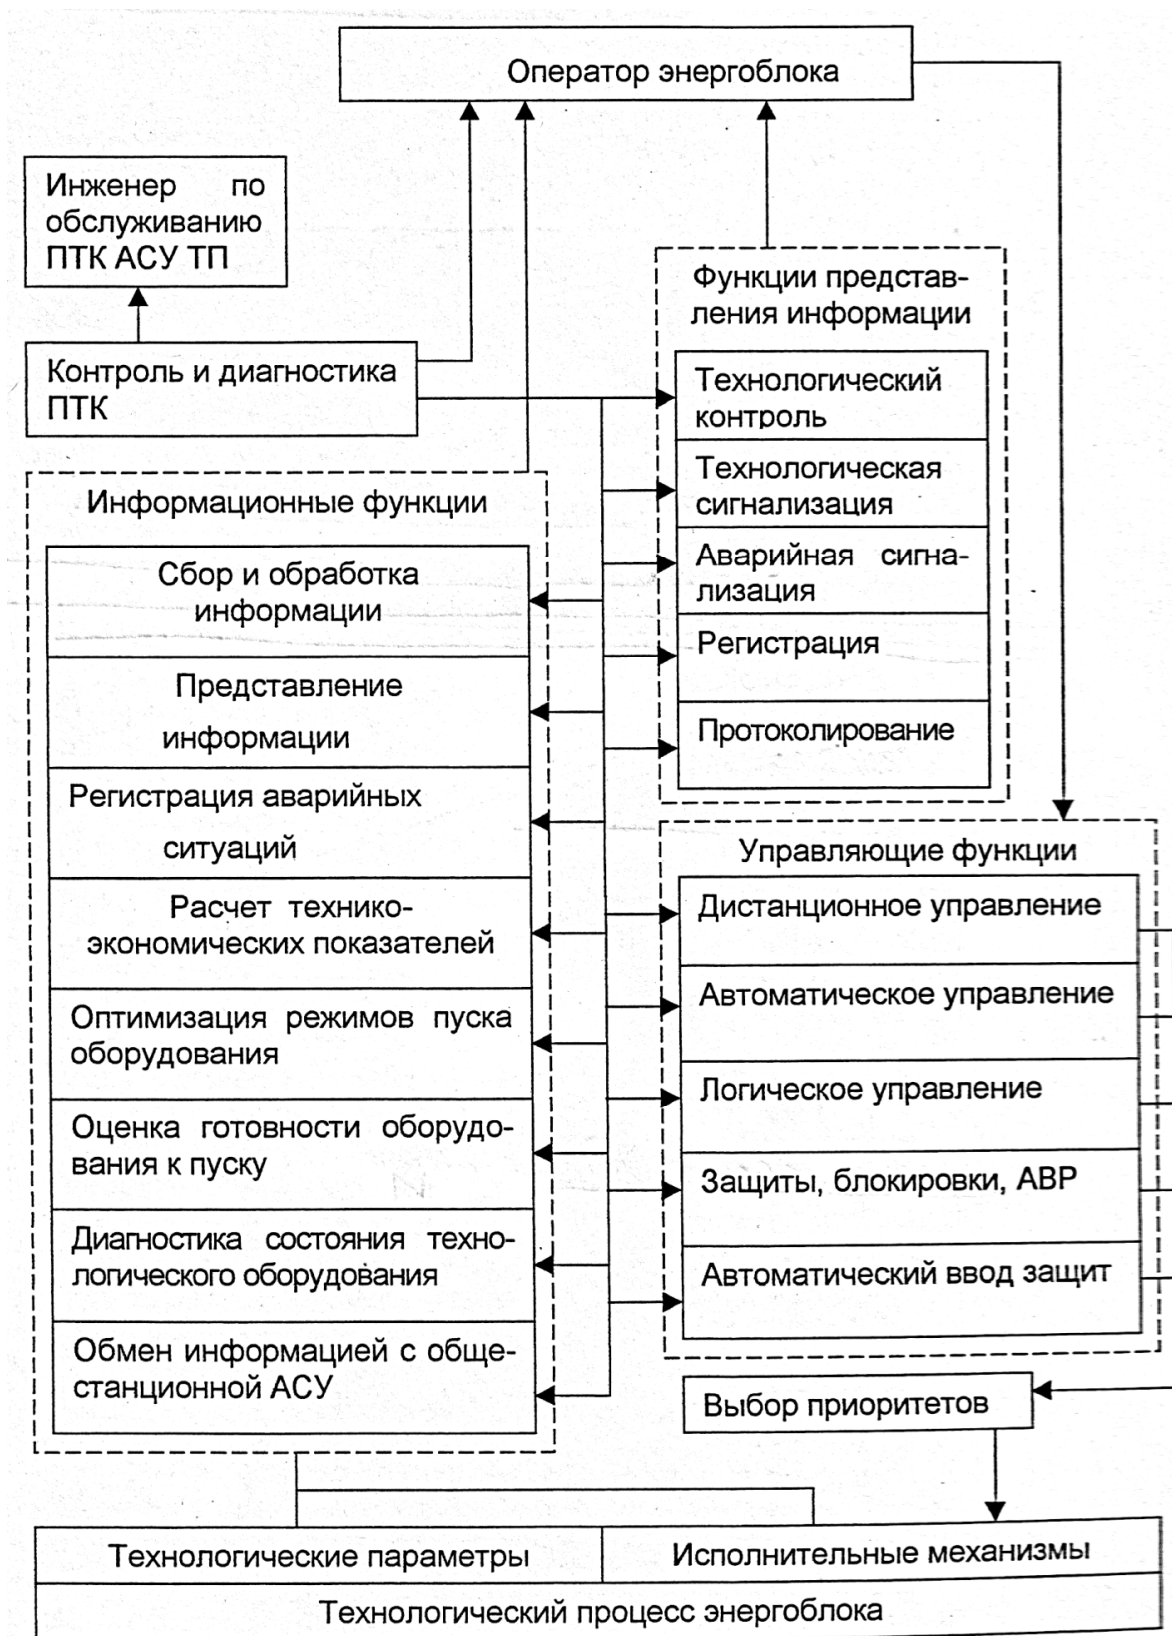 Оператор энергоблока
Инженер по
обслуживанию
ПТК АСУ ТП
Контроль и диагностика
ПТК
Функции представ-
ления информации
Технологический
контроль
Технологическая
сигнализация
Аварийная сигна-
лизация
Регистрация
Протоколирование
Информационные функции
Сбор и обработка
информации
Представление
информации
Регистрация аварийных
ситуаций
Расчет технико-
экономических показателей
Оптимизация режимов пуска
оборудования
Оценка готовности оборудо-
вания к пуску
Диагностика состояния техно-
логического оборудования
Обмен информацией с обще-
станционной АСУ
Управляющие функции
Дистанционное управление
Автоматическое управление
Логическое управление
Защиты, блокировки, АВР
Автоматический ввод защит
Выбор приоритетов
Технологические параметры
Исполнительные механизмы
Технологический процесс энергоблока